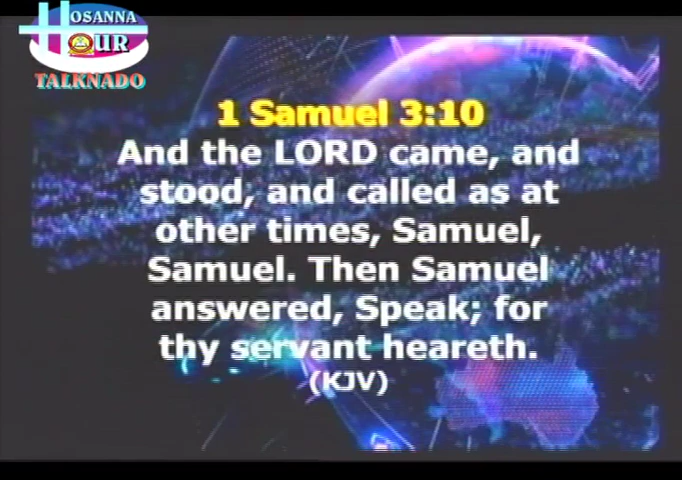 HOSANNA
HOUR
TALKNADO
1 Samuel 3:10
And the LORD came, and
stood, and called as at
other times, Samuel,
Samuel. Then Samuel
answered, Speak; for
thy servant heareth.
(KJV)